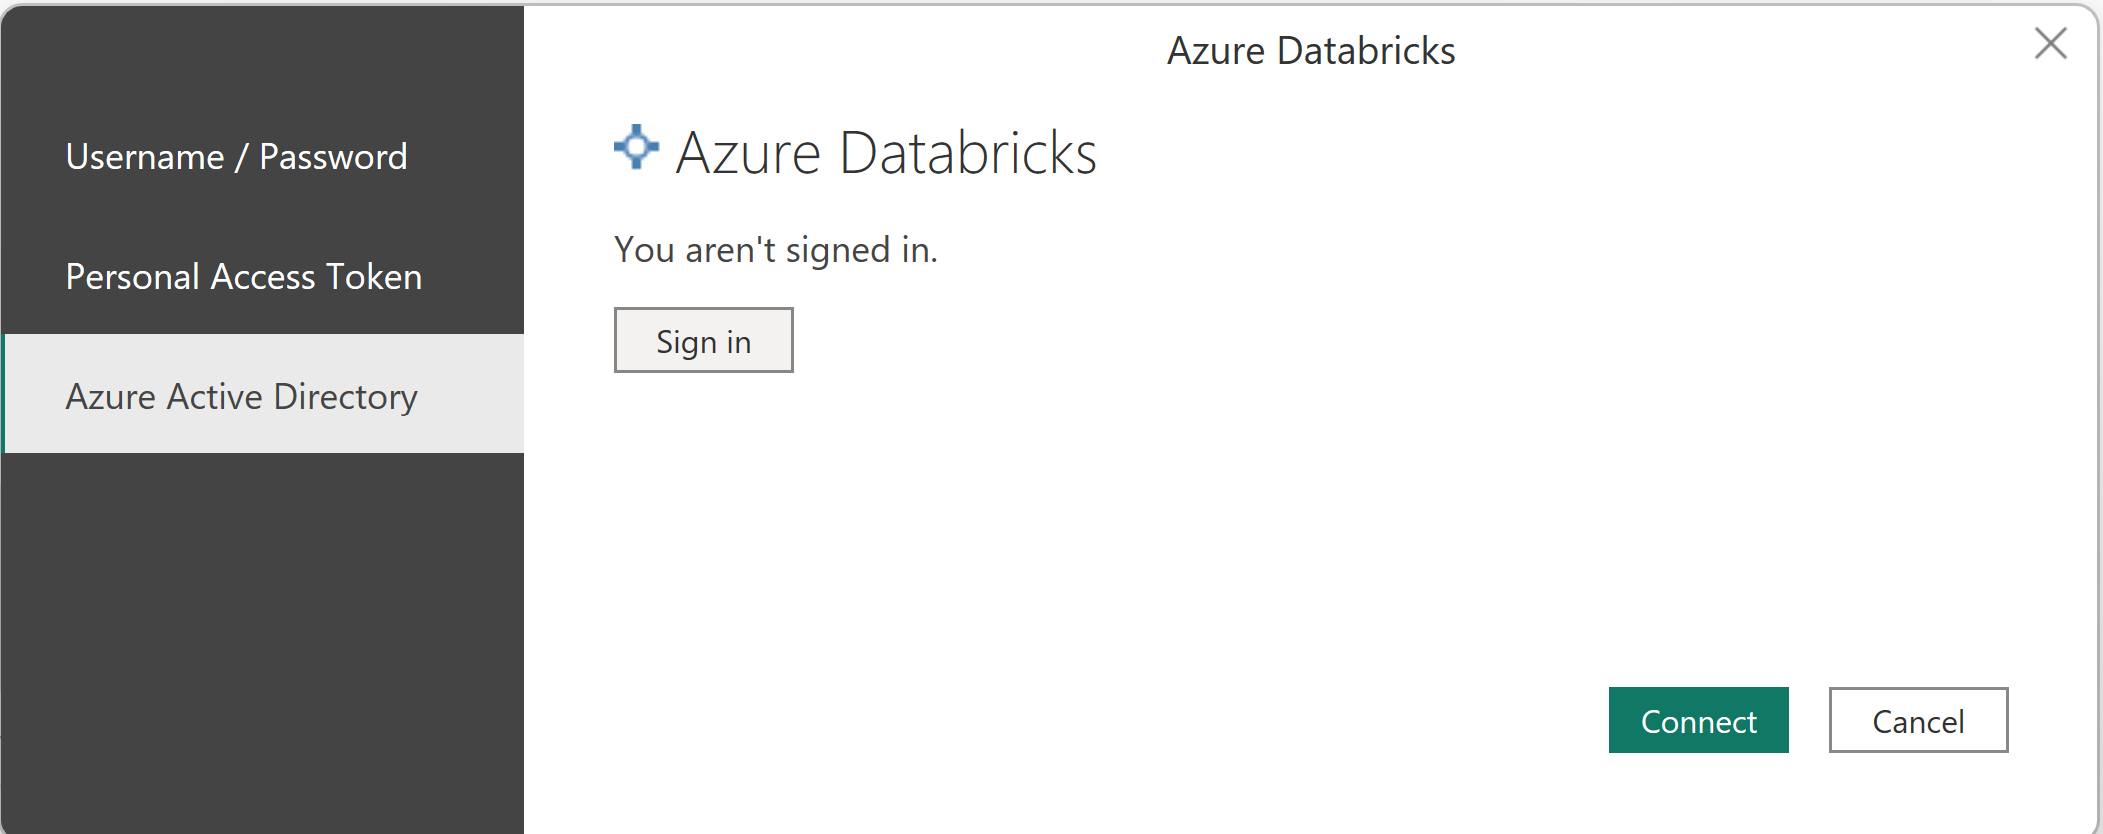 Azure Databricks
Username / Password
Personal Access Token
Azure Active Directory
Azure Databricks
You aren't signed in.
Sign in
Connect
Cancel